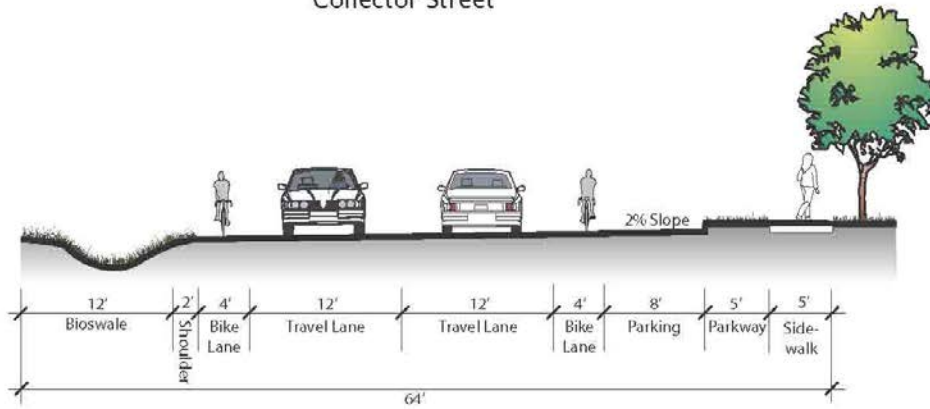 Collector Street
2% Slope
12' 2' 4' 12' 12' 4' 8' 5' 5'
Bioswale Shoulder Bike Travel Lane Travel Lane Bike Parking Parkway Side-
Lane Lane walk
64'